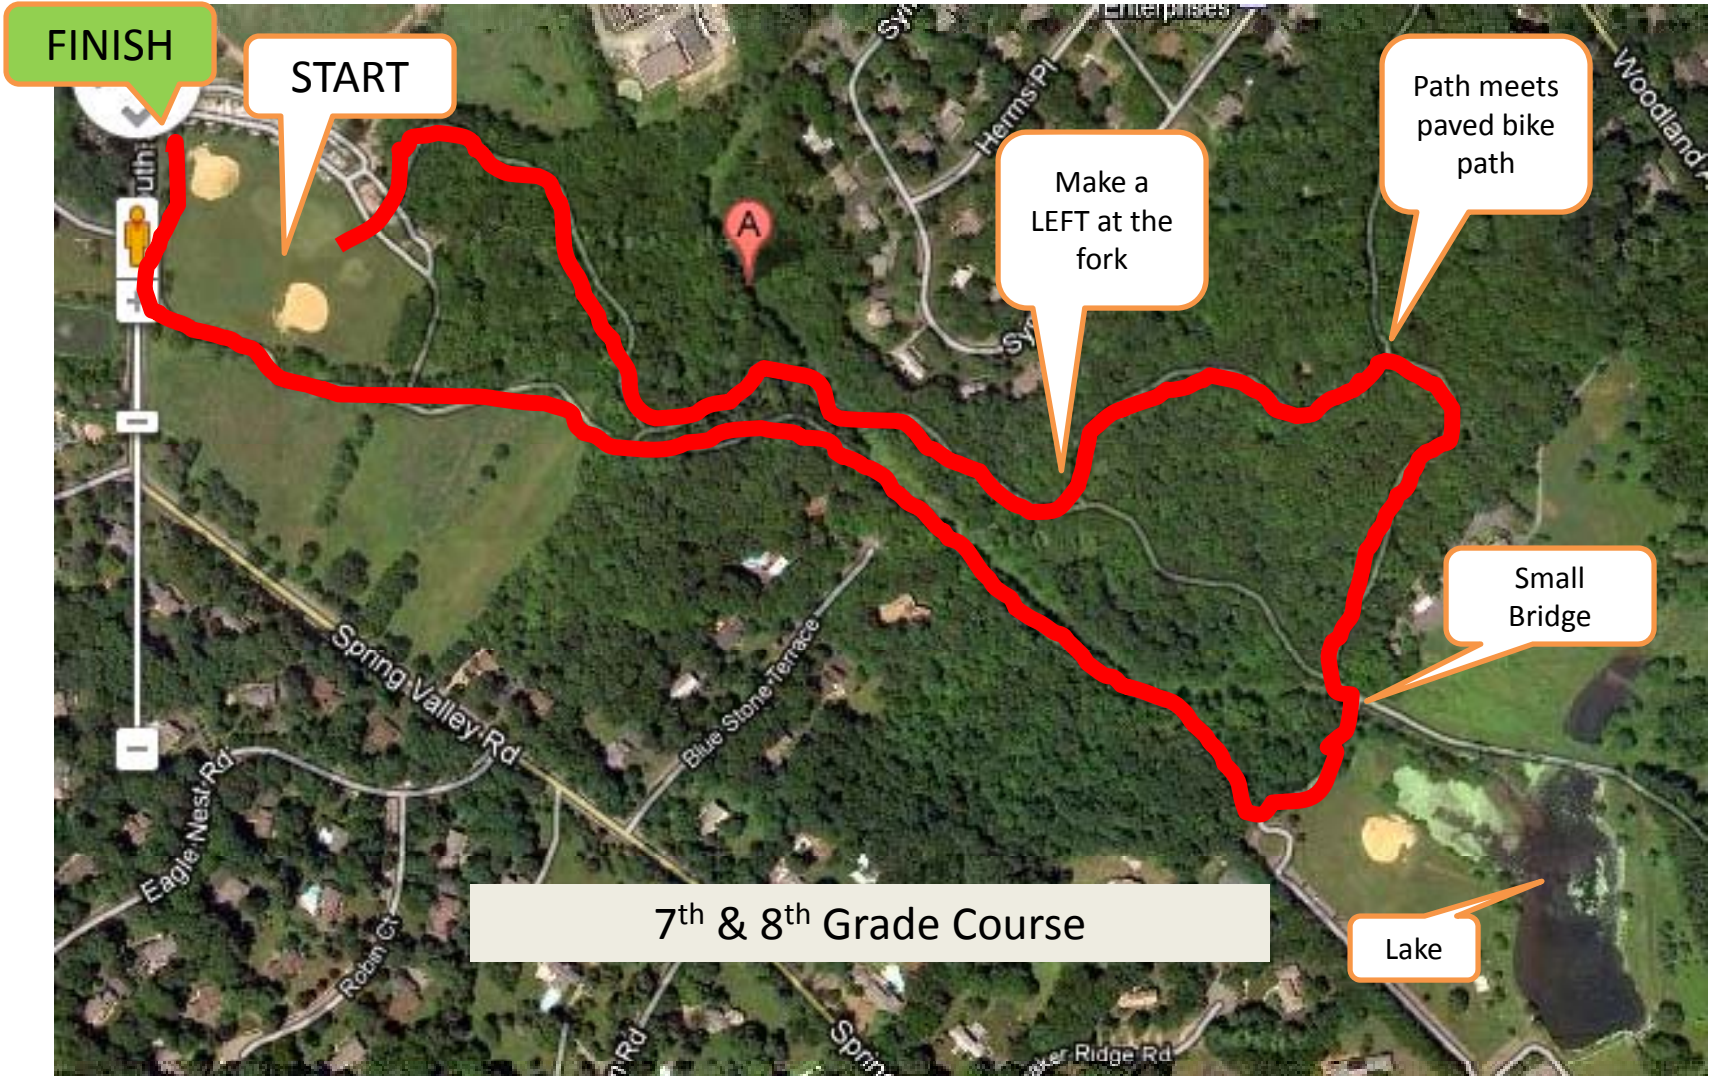 FINISH
START
Enterprises
Herms Pl
Path meets
paved bike
path
Make a
LEFT at the
fork
A
Small
Bridge
Spring Valley Rd
Blue Stone Terrace
Eagle Nest Rd
Robin Ct
7th & 8th Grade Course
Lake
Ridge Rd